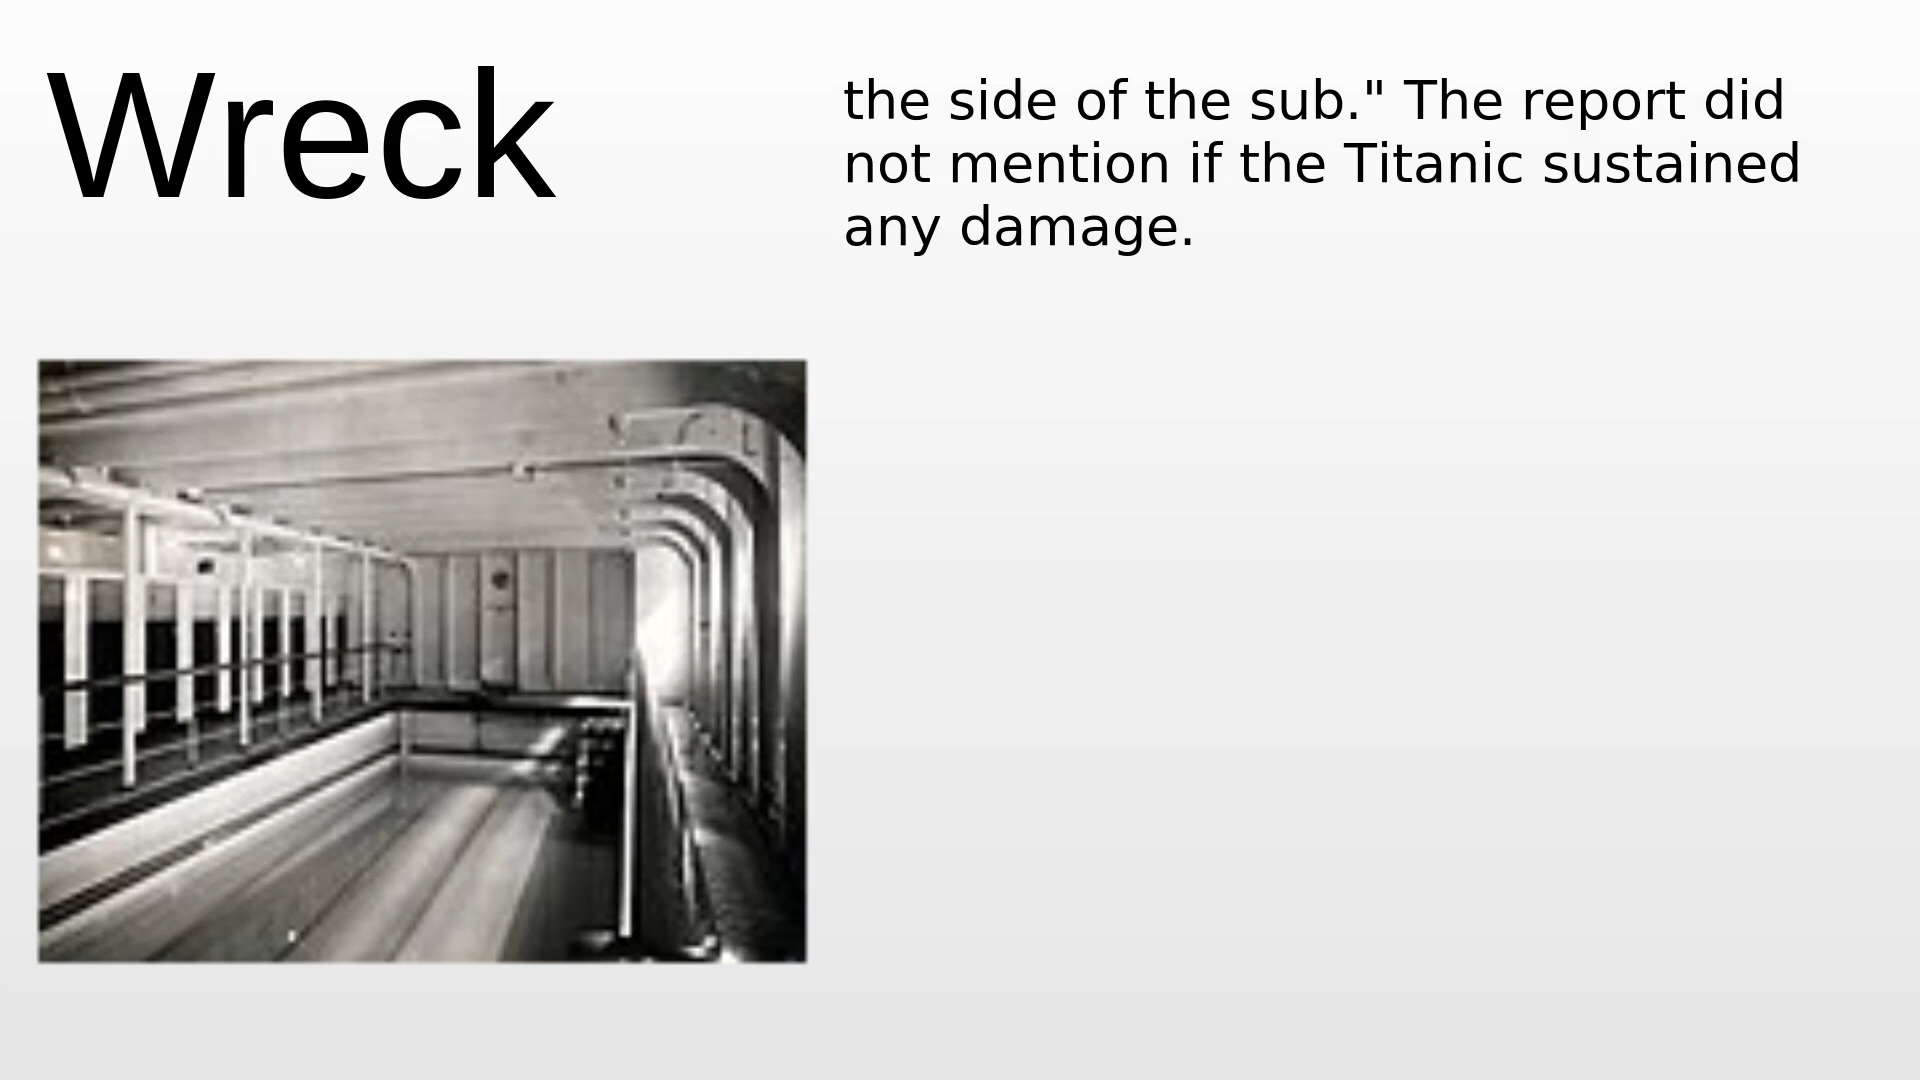 Wreck
the side of the sub." The report did
not mention if the Titanic sustained
any damage.